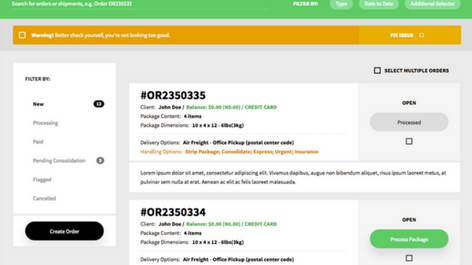 Search for orders or shipments, e.g. Order OR235535
FILTER BY:
Type
Date to Date
Additional Selector
Warning! Better check yourself, you're not looking too good.
FIX ISSUE
FILTER BY:
New 12
Processing
Paid
Pending Consolidation
Flagged
Cancelled
Create Order
SELECT MULTIPLE ORDERS
#OR2350335
Client: John Doe / Balance: $0.00 (N0.00) / CREDIT CARD
Package Content: 4 items
Package Dimensions: 10 x 4 x 12 - 6lbs(3kg)
Delivery Options: Air Freight - Office Pickup (postal center code)
Handling Options: Strip Package; Consolidate; Express; Urgent; Insurance
OPEN
Processed
Lorem ipsum dolor sit amet, consectetur adipiscing elit. Vivamus dapibus, augue non bibendum aliquet, risus ipsum laoreet metus, at
pulvinar sem nulla et erat. Aenean ac elit ac felis laoreet malesuada.
#OR2350334
Client: John Doe / Balance: $0.00 (N0.00) / CREDIT CARD
Package Content: 4 items
Package Dimensions: 10 x 4 x 12 - 6lbs(3kg)
Delivery Options: Air Freight - Office Pickup (postal center code)
OPEN
Process Package